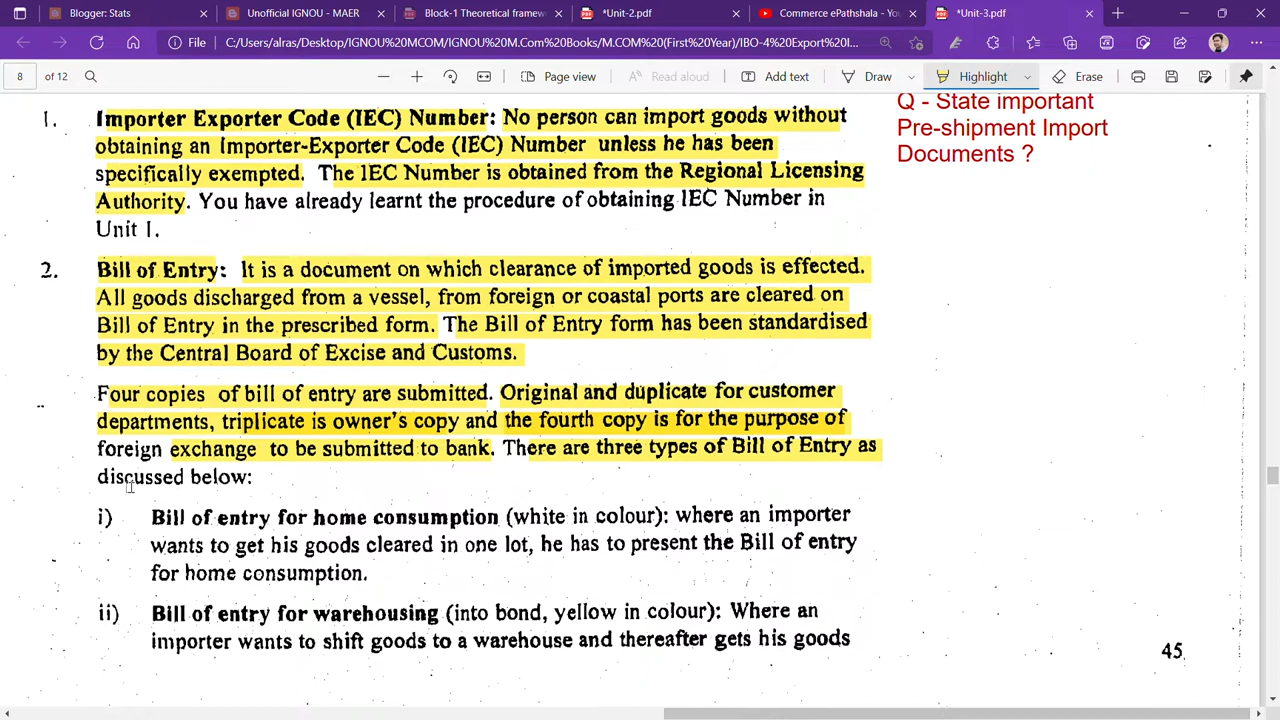 Blogger: Stats
Unofficial IGNOU - MAER
Block-1 Theoretical framew
*Unit-2.pdf
Commerce ePathshala - YouTube
*Unit-3.pdf
File
C:/Users/alras/Desktop/IGNOU%20MCOM/IGNOU%20M.Com%20Books/M.COM%20(First%20Year)/IBO-4%20Export%20I...
8 of 12
Page view
Read aloud
Add text
Draw
Highlight
Erase
1. Importer Exporter Code (IEC) Number: No person can import goods without
obtaining an Importer-Exporter Code (IEC) Number unless he has been
specifically exempted. The IEC Number is obtained from the Regional Licensing
Authority. You have already learnt the procedure of obtaining IEC Number in
Unit 1.
Q - State important
Pre-shipment Import
Documents ?
2. Bill of Entry: It is a document on which clearance of imported goods is effected.
All goods discharged from a vessel, from foreign or coastal ports are cleared on
Bill of Entry in the prescribed form. The Bill of Entry form has been standardised
by the Central Board of Excise and Customs.
Four copies of bill of entry are submitted. Original and duplicate for customer
departments, triplicate is owner's copy and the fourth copy is for the purpose of
foreign exchange to be submitted to bank. There are three types of Bill of Entry as
discussed below:
i) Bill of entry for home consumption (white in colour): where an importer
wants to get his goods cleared in one lot, he has to present the Bill of entry
for home consumption.
ii) Bill of entry for warehousing (into bond, yellow in colour): Where an
importer wants to shift goods to a warehouse and thereafter gets his goods
45